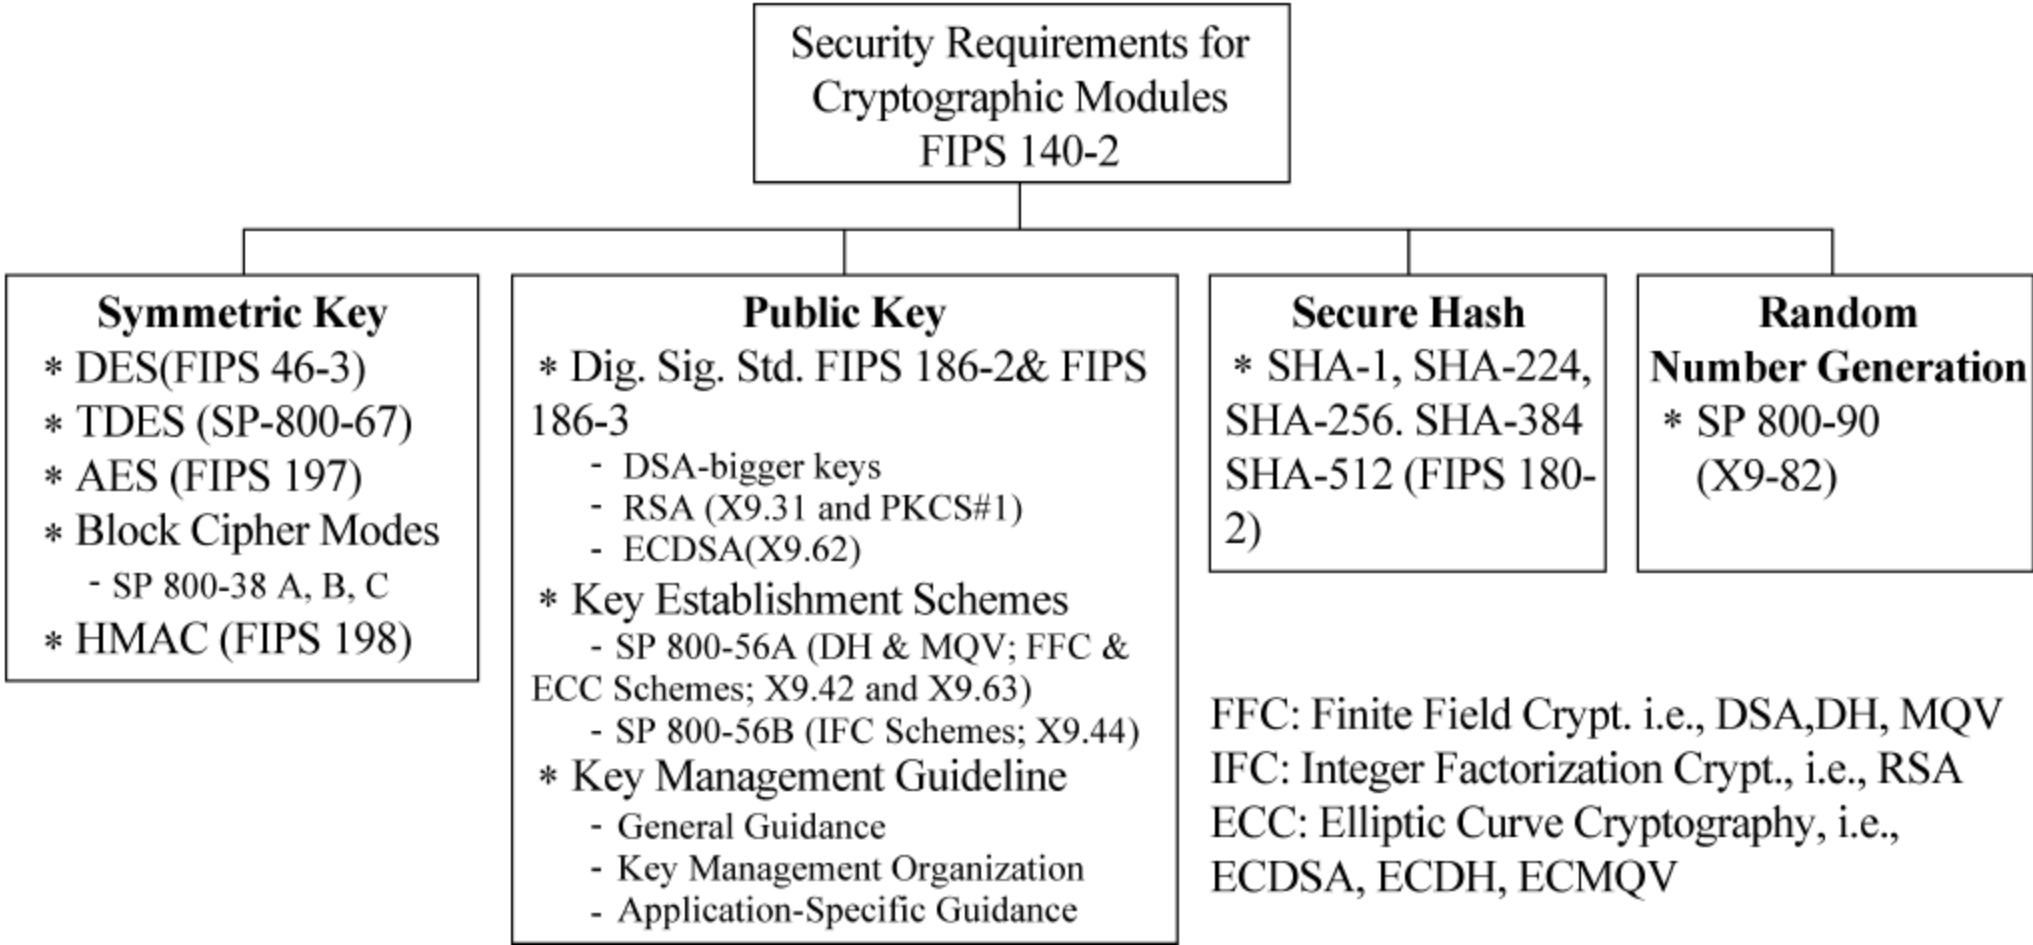 Security Requirements for
Cryptographic Modules
FIPS 140-2
Symmetric Key
* DES(FIPS 46-3)
* TDES (SP-800-67)
* AES (FIPS 197)
* Block Cipher Modes
- SP 800-38 A, B, C
* HMAC (FIPS 198)
Public Key
* Dig. Sig. Std. FIPS 186-2& FIPS
186-3
- DSA-bigger keys
- RSA (X9.31 and PKCS#1)
- ECDSA(X9.62)
* Key Establishment Schemes
- SP 800-56A (DH & MQV; FFC &
ECC Schemes; X9.42 and X9.63)
- SP 800-56B (IFC Schemes; X9.44)
* Key Management Guideline
- General Guidance
- Key Management Organization
- Application-Specific Guidance
Secure Hash
* SHA-1, SHA-224,
SHA-256. SHA-384
SHA-512 (FIPS 180-
2)
Random
Number Generation
* SP 800-90
(X9-82)
FFC: Finite Field Crypt. i.e., DSA,DH, MQV
IFC: Integer Factorization Crypt., i.e., RSA
ECC: Elliptic Curve Cryptography, i.e.,
ECDSA, ECDH, ECMQV